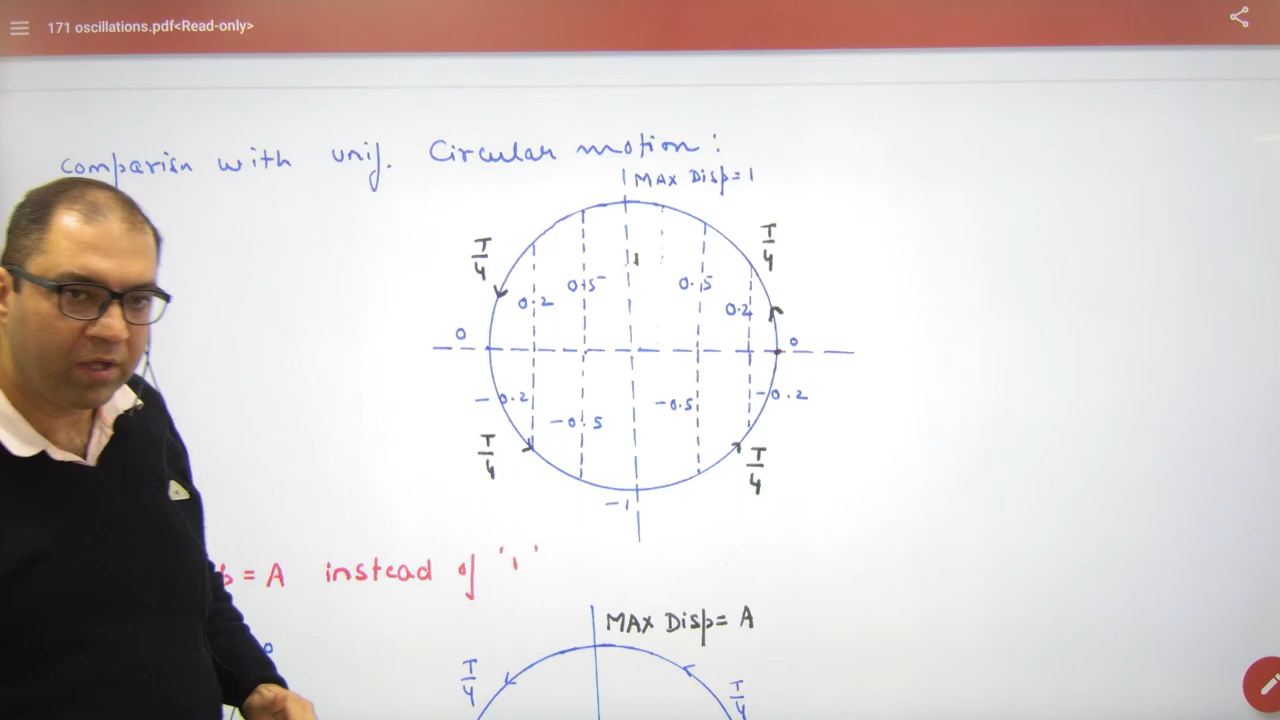 171 oscillations.pdf<Read-only>
comparisn with unif. Circular motion:
MAX Disp=1
T/4
T/4
1
0.5
0.5
0.2
0.2
0
0
-0.2
-0.5
-0.5
-0.2
T/4
T/4
-1
= A instead of '1'
MAX Disp= A
T/4
T/4